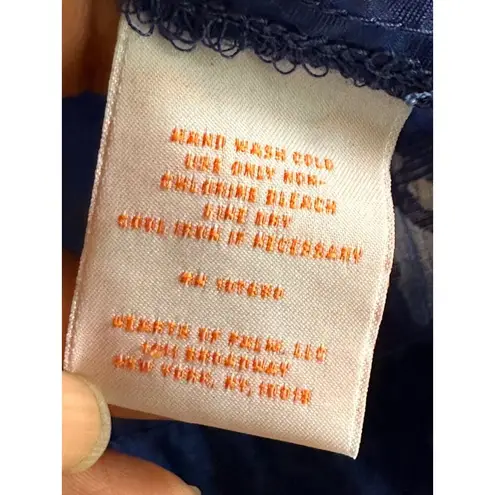 HAND WASH COLD
USE ONLY NON-
CHLORINE BLEACH
LINE DRY
COOL IRON IF NECESSARY
RN
HEARTS OF PALM, LLC
BROADWAY
NEW YORK, NY, 10018